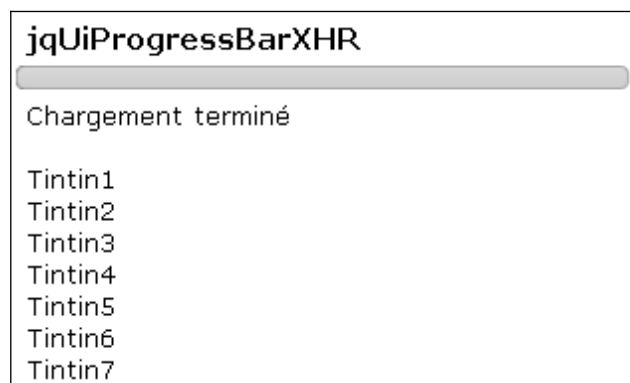 jqUiProgressBarXHR
Chargement terminé
Tintin1
Tintin2
Tintin3
Tintin4
Tintin5
Tintin6
Tintin7